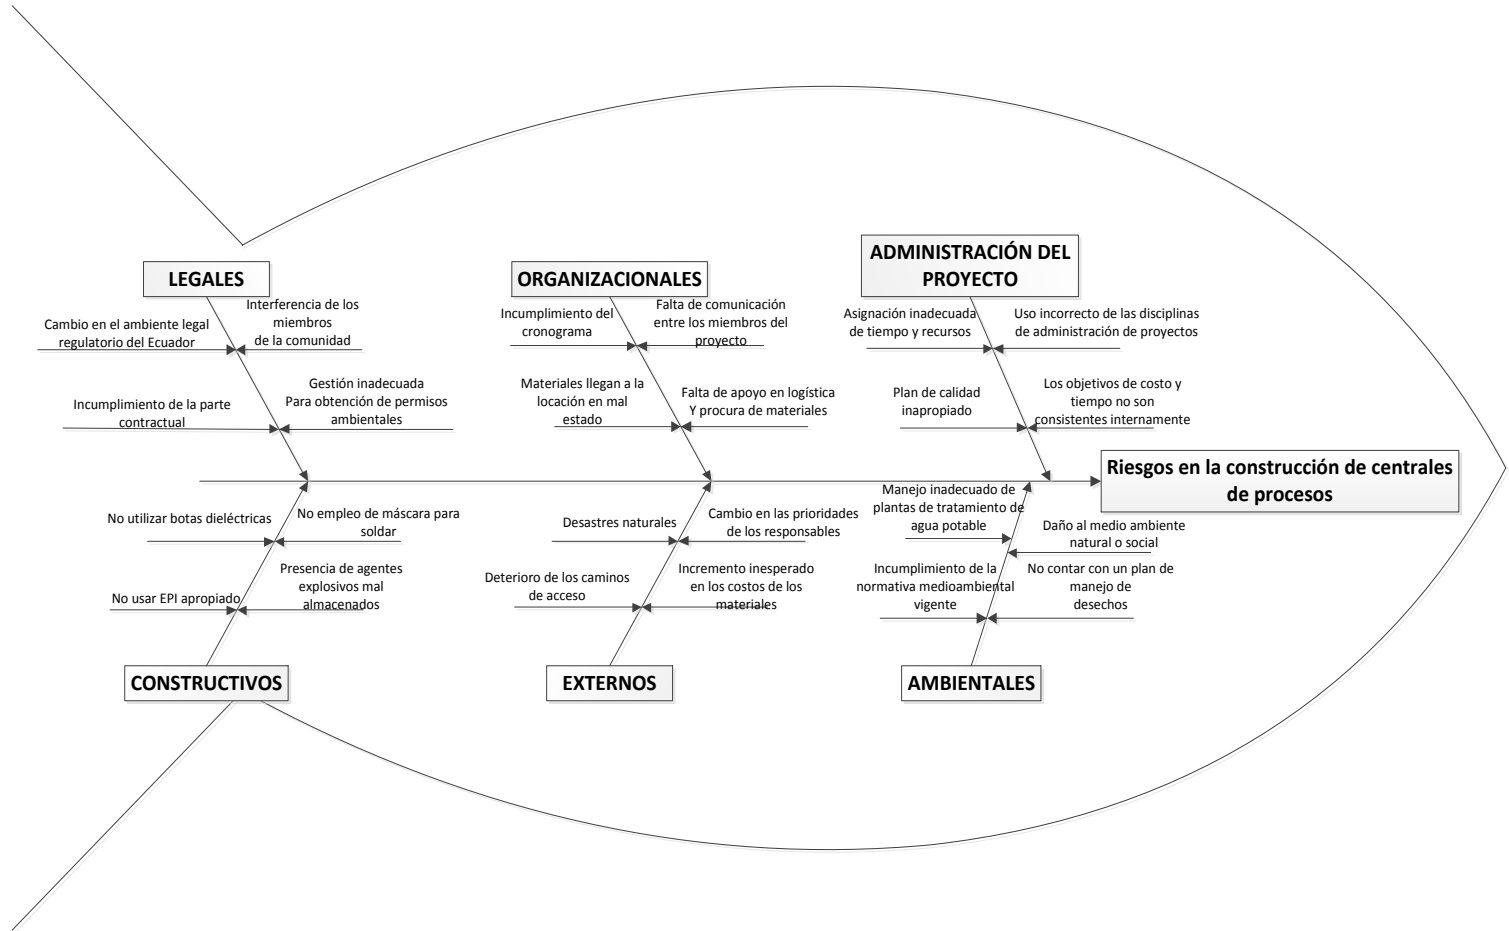 LEGALES
Cambio en el ambiente legal
regulatorio del Ecuador
Interferencia de los
miembros
de la comunidad
Incumplimiento de la parte
contractual
Gestión inadecuada
Para obtención de permisos
ambientales
ORGANIZACIONALES
Incumplimiento del
cronograma
Falta de comunicación
entre los miembros del
proyecto
Materiales llegan a la
locación en mal
estado
Falta de apoyo en logística
Y procura de materiales
ADMINISTRACIÓN DEL
PROYECTO
Asignación inadecuada
de tiempo y recursos
Uso incorrecto de las disciplinas
de administración de proyectos
Plan de calidad
inapropiado
Los objetivos de costo y
tiempo no son
consistentes internamente
Riesgos en la construcción de centrales
de procesos
No utilizar botas dieléctricas
No empleo de máscara para
soldar
No usar EPI apropiado
Presencia de agentes
explosivos mal
almacenados
CONSTRUCTIVOS
Desastres naturales
Cambio en las prioridades
de los responsables
Deterioro de los caminos
de acceso
Incremento inesperado
en los costos de los
materiales
EXTERNOS
Manejo inadecuado de
plantas de tratamiento de
agua potable
Daño al medio ambiente
natural o social
Incumplimiento de la
normativa medioambiental
vigente
No contar con un plan de
manejo de
desechos
AMBIENTALES